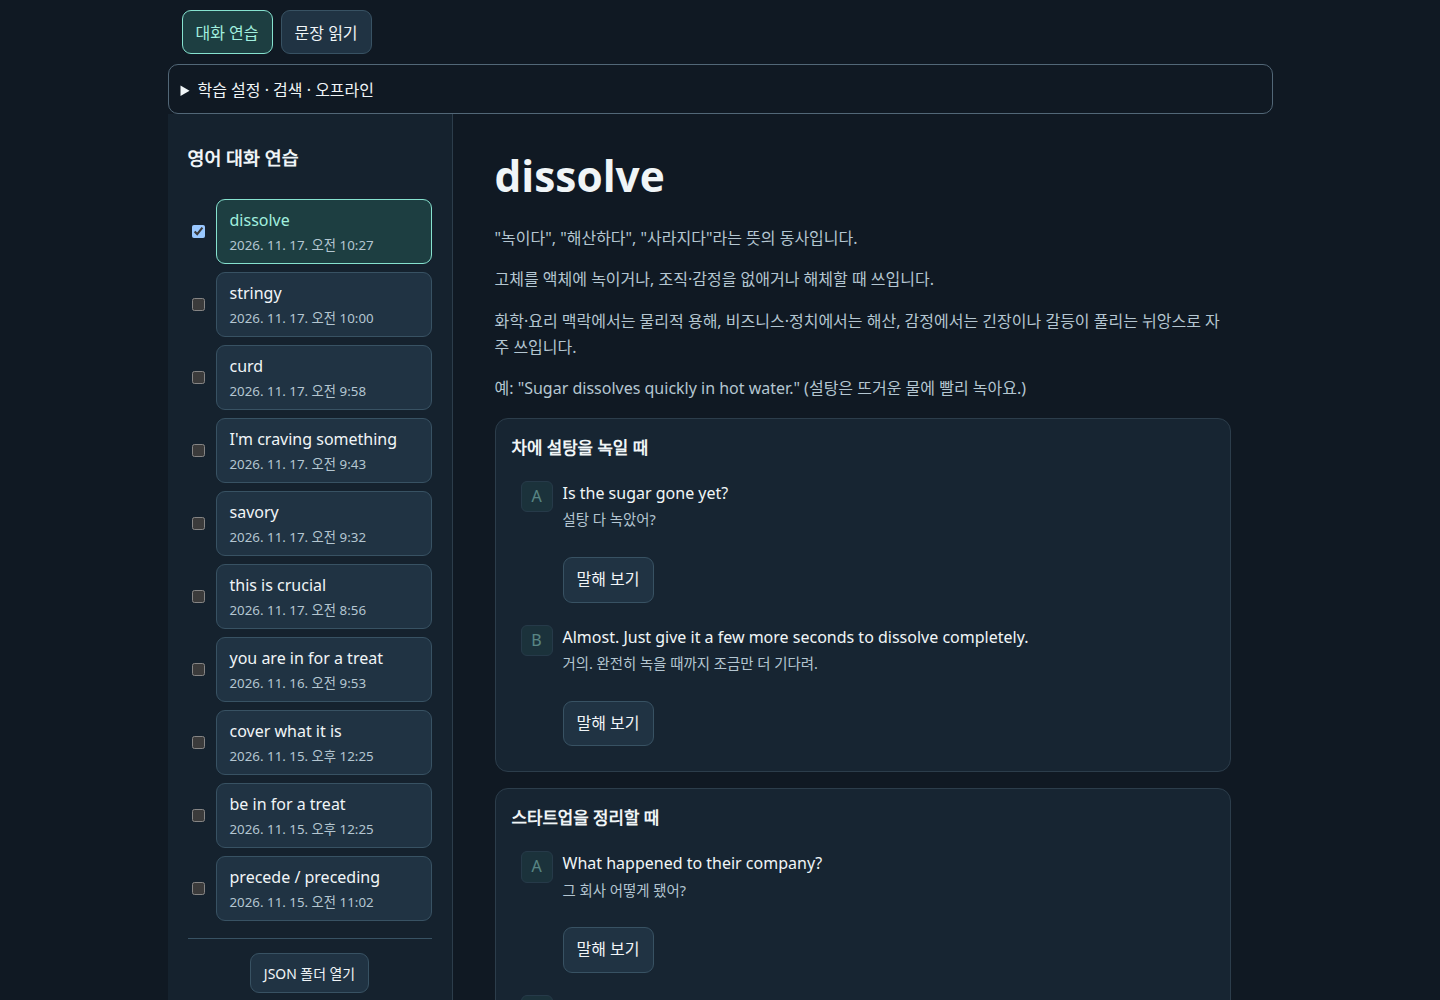 대화 연습
문장 읽기
▶ 학습 설정 · 검색 · 오프라인
영어 대화 연습
dissolve
2026. 11. 17. 오전 10:27
stringy
2026. 11. 17. 오전 10:00
curd
2026. 11. 17. 오전 9:58
I'm craving something
2026. 11. 17. 오전 9:43
savory
2026. 11. 17. 오전 9:32
this is crucial
2026. 11. 17. 오전 8:56
you are in for a treat
2026. 11. 16. 오전 9:53
cover what it is
2026. 11. 15. 오후 12:25
be in for a treat
2026. 11. 15. 오후 12:25
precede / preceding
2026. 11. 15. 오전 11:02
JSON 폴더 열기
dissolve
"녹이다", "해산하다", "사라지다"라는 뜻의 동사입니다.
고체를 액체에 녹이거나, 조직·감정을 없애거나 해체할 때 쓰입니다.
화학·요리 맥락에서는 물리적 용해, 비즈니스·정치에서는 해산, 감정에서는 긴장이나 갈등이 풀리는 뉘앙스로 자
주 쓰입니다.
예: "Sugar dissolves quickly in hot water." (설탕은 뜨거운 물에 빨리 녹아요.)
차에 설탕을 녹일 때
A
Is the sugar gone yet?
설탕 다 녹았어?
말해 보기
B
Almost. Just give it a few more seconds to dissolve completely.
거의. 완전히 녹을 때까지 조금만 더 기다려.
말해 보기
스타트업을 정리할 때
A
What happened to their company?
그 회사 어떻게 됐어?
말해 보기